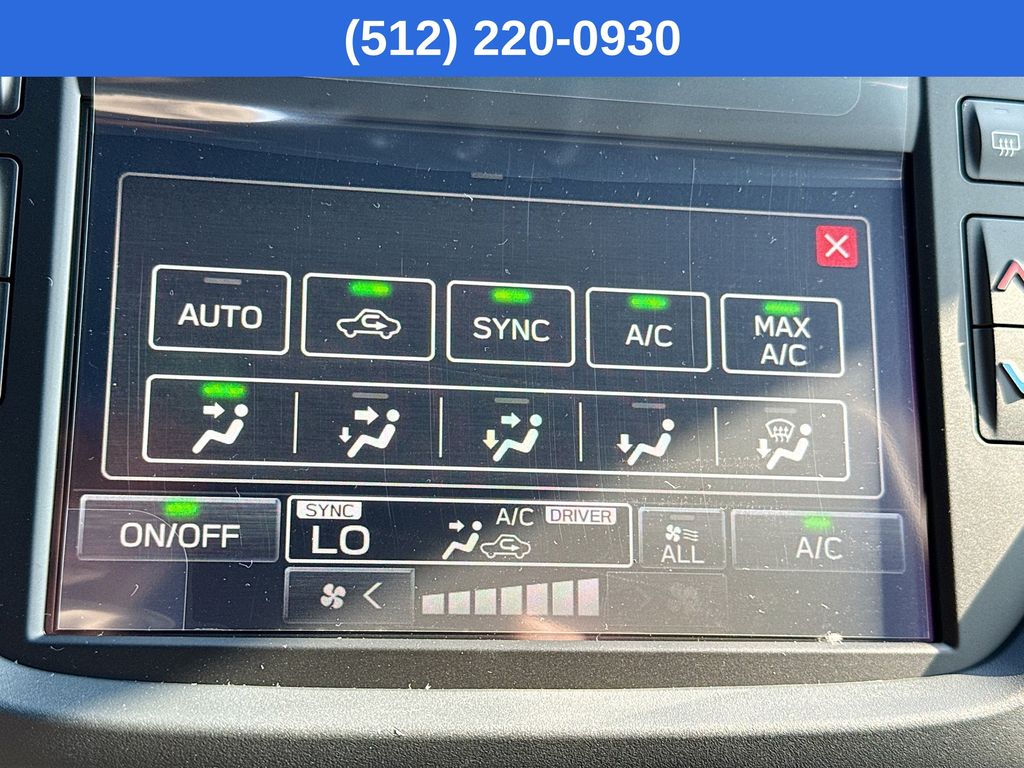 (512) 220-0930
AUTO
SYNC
A/C
MAX
A/C
ON/OFF
SYNC
LO
A/C
DRIVER
ALL
A/C